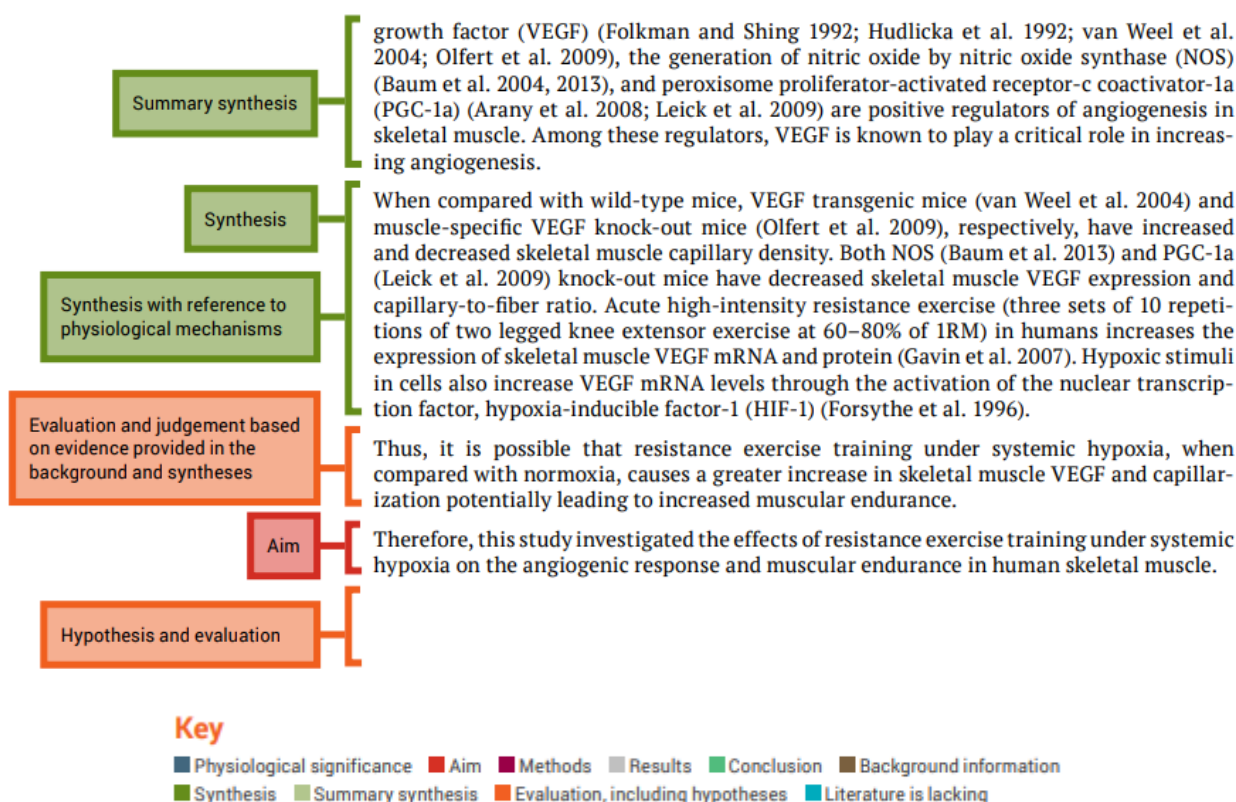 growth factor (VEGF) (Folkman and Shing 1992; Hudlicka et al. 1992; van Weel et al.
2004; Olfert et al. 2009), the generation of nitric oxide by nitric oxide synthase (NOS)
(Baum et al. 2004, 2013), and peroxisome proliferator-activated receptor-c coactivator-1a
(PGC-1a) (Arany et al. 2008; Leick et al. 2009) are positive regulators of angiogenesis in
skeletal muscle. Among these regulators, VEGF is known to play a critical role in increas-
ing angiogenesis.
Summary synthesis
When compared with wild-type mice, VEGF transgenic mice (van Weel et al. 2004) and
muscle-specific VEGF knock-out mice (Olfert et al. 2009), respectively, have increased
and decreased skeletal muscle capillary density. Both NOS (Baum et al. 2013) and PGC-1a
(Leick et al. 2009) knock-out mice have decreased skeletal muscle VEGF expression and
capillary-to-fiber ratio. Acute high-intensity resistance exercise (three sets of 10 repeti-
tions of two legged knee extensor exercise at 60–80% of 1RM) in humans increases the
expression of skeletal muscle VEGF mRNA and protein (Gavin et al. 2007). Hypoxic stimuli
in cells also increase VEGF mRNA levels through the activation of the nuclear transcrip-
tion factor, hypoxia-inducible factor-1 (HIF-1) (Forsythe et al. 1996).
Synthesis
Synthesis with reference to
physiological mechanisms
Thus, it is possible that resistance exercise training under systemic hypoxia, when
compared with normoxia, causes a greater increase in skeletal muscle VEGF and capillar-
ization potentially leading to increased muscular endurance.
Evaluation and judgement based
on evidence provided in the
background and syntheses
Therefore, this study investigated the effects of resistance exercise training under systemic
hypoxia on the angiogenic response and muscular endurance in human skeletal muscle.
Aim
Hypothesis and evaluation
Key
Physiological significance Aim Methods Results Conclusion Background information
Synthesis Summary synthesis Evaluation, including hypotheses Literature is lacking